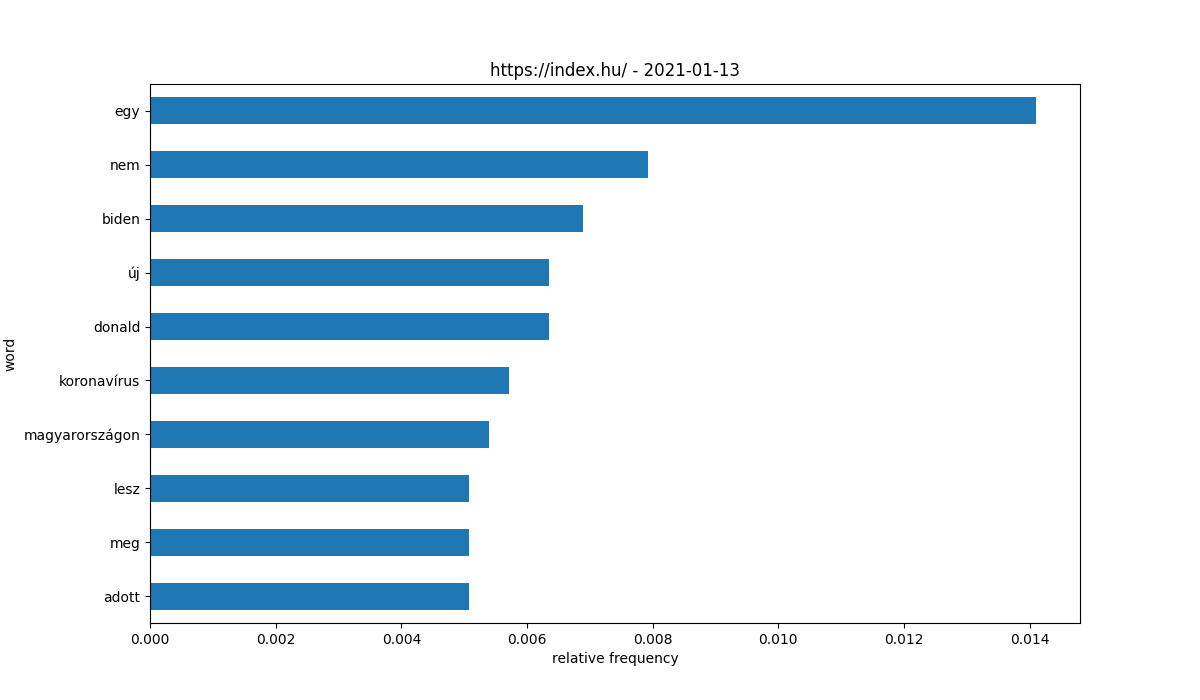 https://index.hu/ - 2021-01-13
egy
nem
biden
új
donald
koronavírus
magyarországon
lesz
meg
adott
word
0.000 0.002 0.004 0.006 0.008 0.010 0.012 0.014
relative frequency